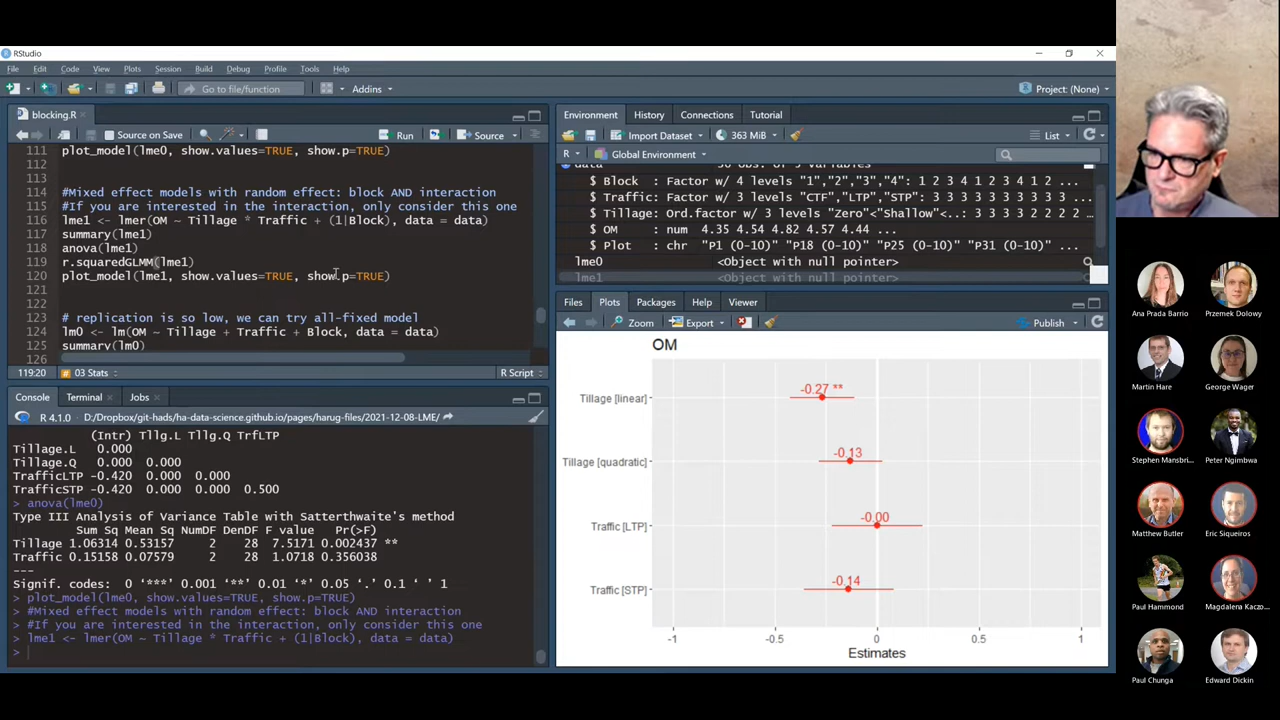 RStudio
File Edit Code View Plots Session Build Debug Profile Tools Help
Go to file/function Addins Project: (None)
blocking.R
Source on Save Run Source
111 plot_model(lme0, show.values=TRUE, show.p=TRUE)
112
113
114 #Mixed effect models with random effect: block AND interaction
115 #If you are interested in the interaction, only consider this one
116 lme1 <- lmer(OM ~ Tillage * Traffic + (1|Block), data = data)
117 summary(lme1)
118 anova(lme1)
119 r.squaredGLMM(lme1)
120 plot_model(lme1, show.values=TRUE, show.p=TRUE)
121
122
123 # replication is so low, we can try all-fixed model
124 lm0 <- lm(OM ~ Tillage + Traffic + Block, data = data)
125 summary(lm0)
126
119:20 03 Stats R Script
Console Terminal Jobs
R 4.1.0 D:/Dropbox/git-hads/ha-data-science.github.io/pages/harug-files/2021-12-08-LME/
(Intr) Tllg.L Tllg.Q TrfLTP
Tillage.L 0.000
Tillage.Q 0.000 0.000
TrafficLTP -0.420 0.000 0.000
TrafficSTP -0.420 0.000 0.000 0.500
> anova(lme0)
Type III Analysis of Variance Table with Satterthwaite's method
Sum Sq Mean Sq NumDF DenDF F value Pr(>F)
Tillage 1.06314 0.53157 2 28 7.5171 0.002437 **
Traffic 0.15158 0.07579 2 28 1.0718 0.356038
---
Signif. codes: 0 ‘***’ 0.001 ‘**’ 0.01 ‘*’ 0.05 ‘.’ 0.1 ‘ ’ 1
> plot_model(lme0, show.values=TRUE, show.p=TRUE)
> #Mixed effect models with random effect: block AND interaction
> #If you are interested in the interaction, only consider this one
> lme1 <- lmer(OM ~ Tillage * Traffic + (1|Block), data = data)
>
Environment History Connections Tutorial
Import Dataset 363 MiB List
R Global Environment
$ Block : Factor w/ 4 levels "1","2","3","4": 1 2 3 4 1 2 3 4 1 2 ...
$ Traffic: Factor w/ 3 levels "CTF","LTP","STP": 3 3 3 3 3 3 3 ...
$ Tillage: Ord.factor w/ 3 levels "Zero"<"Shallow"<..: 3 3 3 3 2 2 2 2 ...
$ OM : num 4.35 4.54 4.82 4.57 4.44 ...
$ Plot : chr "P1 (0-10)" "P18 (0-10)" "P25 (0-10)" "P31 (0-10)" ...
lme0 <Object with null pointer>
lme1 <Object with null pointer>
Files Plots Packages Help Viewer
Zoom Export Publish
OM
Tillage [linear]
-0.27 **
Tillage [quadratic]
-0.13
Traffic [LTP]
-0.00
Traffic [STP]
-0.14
-1 -0.5 0 0.5 1
Estimates
Ana Prada Barrio
Przemek Dolowy
Martin Hare
George Wager
Stephen Mansbri...
Peter Ngimbwa
Matthew Butler
Eric Siqueiros
Paul Hammond
Magdalena Kaczo...
Paul Chunga
Edward Dickin